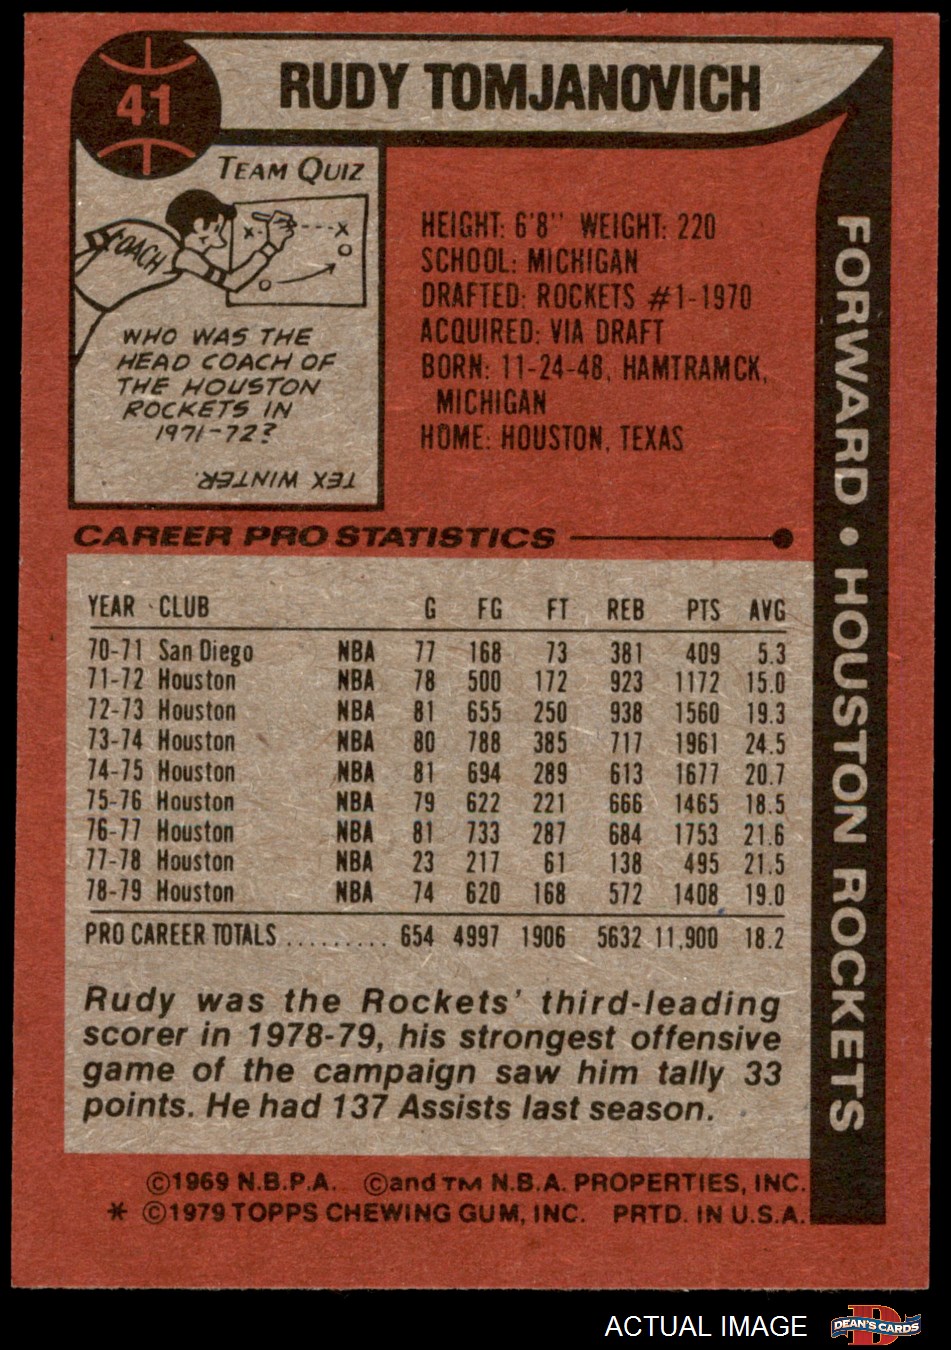 41
RUDY TOMJANOVICH
TEAM QUIZ
COACH
WHO WAS THE
HEAD COACH OF
THE HOUSTON
ROCKETS IN
1971-72?
TEX WINTER.
HEIGHT: 6'8" WEIGHT: 220
SCHOOL: MICHIGAN
DRAFTED: ROCKETS #1-1970
ACQUIRED: VIA DRAFT
BORN: 11-24-48, HAMTRAMCK,
MICHIGAN
HOME: HOUSTON, TEXAS
FORWARD • HOUSTON ROCKETS
CAREER PRO STATISTICS
YEAR CLUB G FG FT REB PTS AVG
70-71 San Diego NBA 77 168 73 381 409 5.3
71-72 Houston NBA 78 500 172 923 1172 15.0
72-73 Houston NBA 81 655 250 938 1560 19.3
73-74 Houston NBA 80 788 385 717 1961 24.5
74-75 Houston NBA 81 694 289 613 1677 20.7
75-76 Houston NBA 79 622 221 666 1465 18.5
76-77 Houston NBA 81 733 287 684 1753 21.6
77-78 Houston NBA 23 217 61 138 495 21.5
78-79 Houston NBA 74 620 168 572 1408 19.0
PRO CAREER TOTALS ......... 654 4997 1906 5632 11,900 18.2
Rudy was the Rockets' third-leading
scorer in 1978-79, his strongest offensive
game of the campaign saw him tally 33
points. He had 137 Assists last season.
©1969 N.B.P.A. ©and TM N.B.A. PROPERTIES, INC.
* ©1979 TOPPS CHEWING GUM, INC. PRTD. IN U.S.A.
ACTUAL IMAGE
D
DEAN'S CARDS